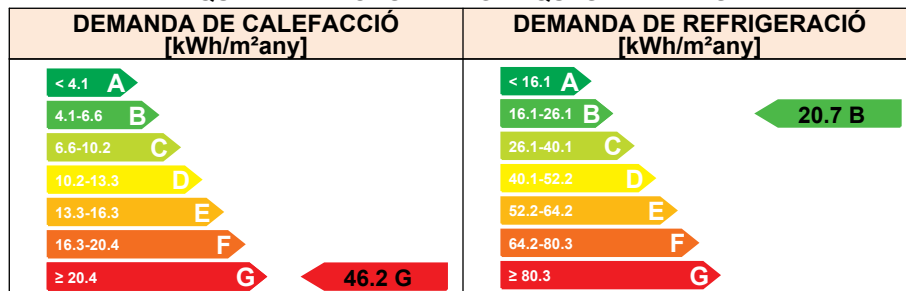 DEMANDA DE CALEFACCIÓ
[kWh/m²any]
< 4.1 A
4.1-6.6 B
6.6-10.2 C
10.2-13.3 D
13.3-16.3 E
16.3-20.4 F
≥ 20.4 G
46.2 G
DEMANDA DE REFRIGERACIÓ
[kWh/m²any]
< 16.1 A
16.1-26.1 B
20.7 B
26.1-40.1 C
40.1-52.2 D
52.2-64.2 E
64.2-80.3 F
≥ 80.3 G